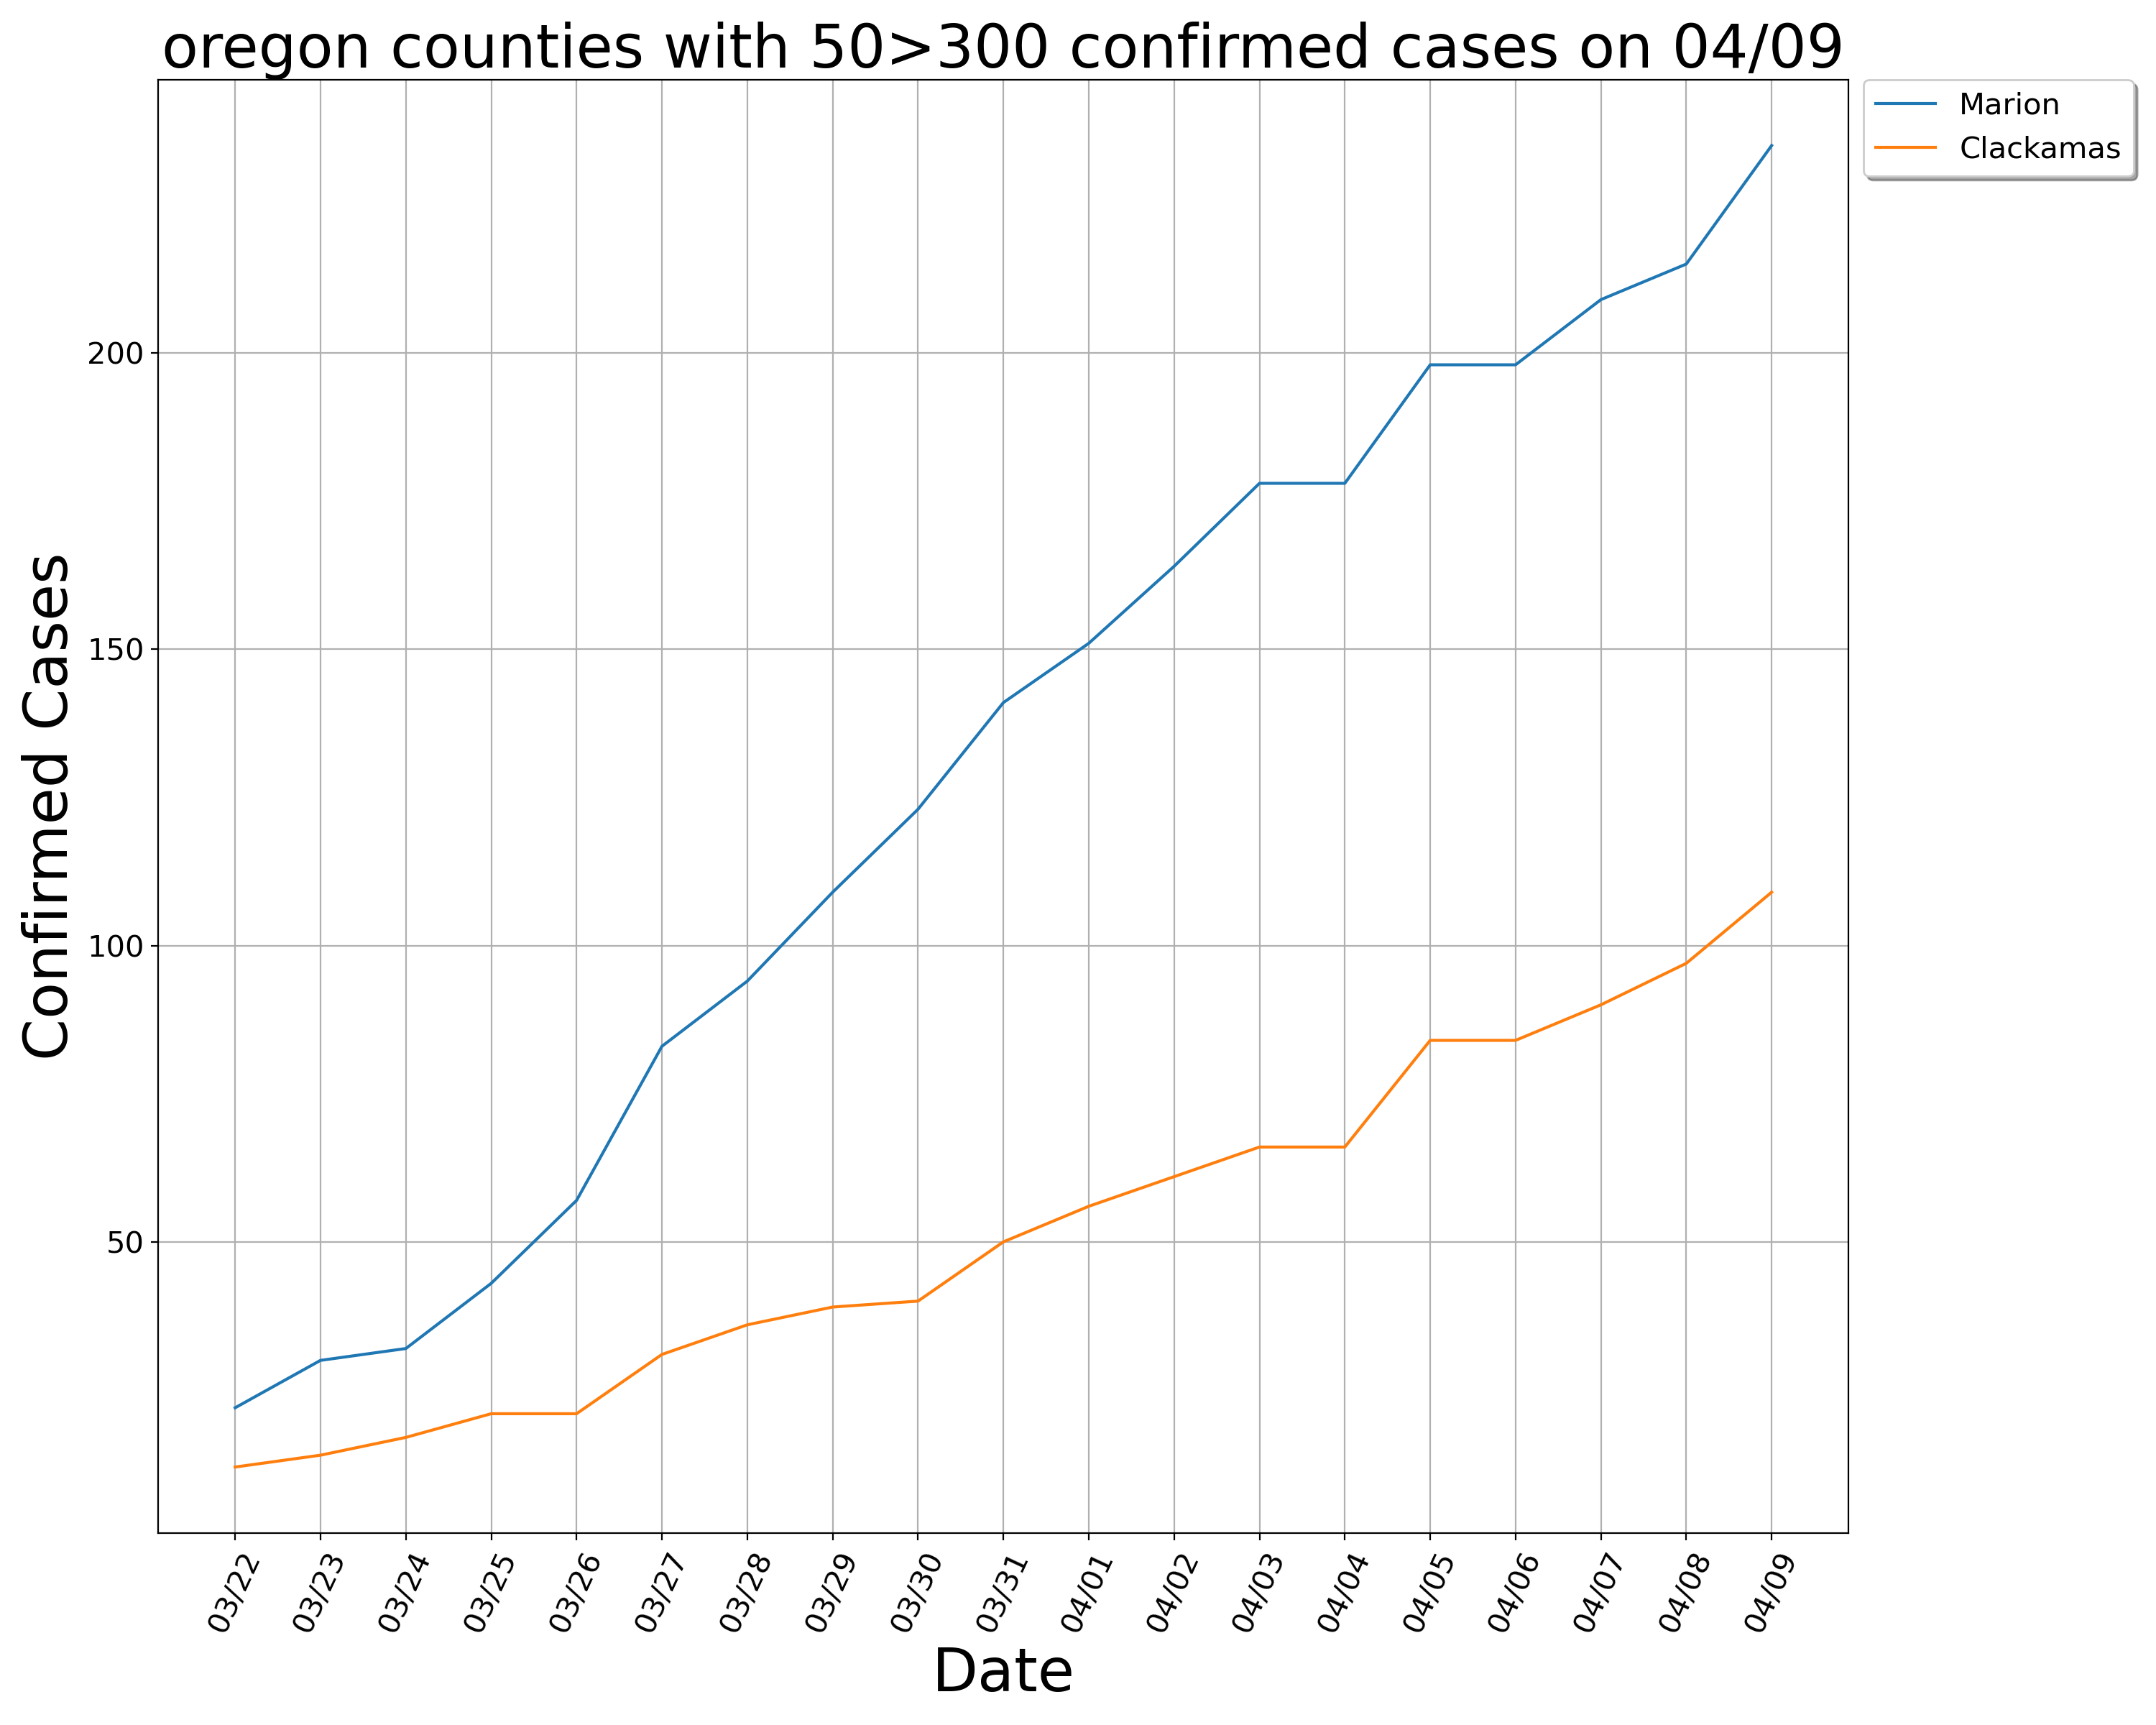 oregon counties with 50>300 confirmed cases on 04/09
Marion
Clackamas
Confirmed Cases
200
150
100
50
03/22 03/23 03/24 03/25 03/26 03/27 03/28 03/29 03/30 03/31 04/01 04/02 04/03 04/04 04/05 04/06 04/07 04/08 04/09
Date